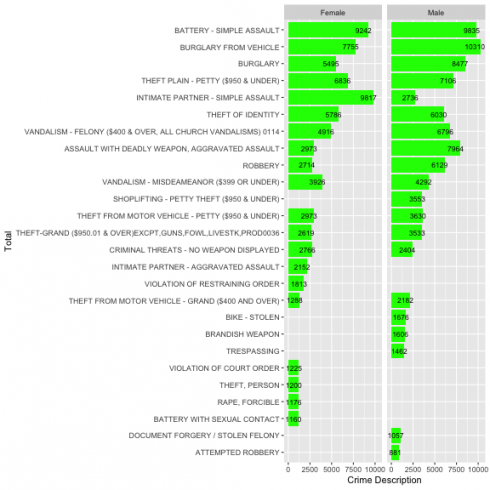 Female Male
BATTERY - SIMPLE ASSAULT 9242 9835
BURGLARY FROM VEHICLE 7755 10310
BURGLARY 5495 8477
THEFT PLAIN - PETTY ($950 & UNDER) 6836 7106
INTIMATE PARTNER - SIMPLE ASSAULT 9817 2736
THEFT OF IDENTITY 5786 6030
VANDALISM - FELONY ($400 & OVER, ALL CHURCH VANDALISMS) 0114 4916 6796
ASSAULT WITH DEADLY WEAPON, AGGRAVATED ASSAULT 2973 7964
ROBBERY 2714 6129
VANDALISM - MISDEAMEANOR ($399 OR UNDER) 3926 4292
SHOPLIFTING - PETTY THEFT ($950 & UNDER) 3553
THEFT FROM MOTOR VEHICLE - PETTY ($950 & UNDER) 2973 3630
THEFT-GRAND ($950.01 & OVER)EXCPT,GUNS,FOWL,LIVESTK,PROD0036 2619 3533
CRIMINAL THREATS - NO WEAPON DISPLAYED 2766 2404
INTIMATE PARTNER - AGGRAVATED ASSAULT 2152
VIOLATION OF RESTRAINING ORDER 1813
THEFT FROM MOTOR VEHICLE - GRAND ($400 AND OVER) 1288 2182
BIKE - STOLEN 1676
BRANDISH WEAPON 1606
TRESPASSING 1462
VIOLATION OF COURT ORDER 1225
THEFT, PERSON 1200
RAPE, FORCIBLE 1176
BATTERY WITH SEXUAL CONTACT 1160
DOCUMENT FORGERY / STOLEN FELONY 1057
ATTEMPTED ROBBERY 881
0 2500 5000 7500 10000 0 2500 5000 7500 10000
Crime Description
Total